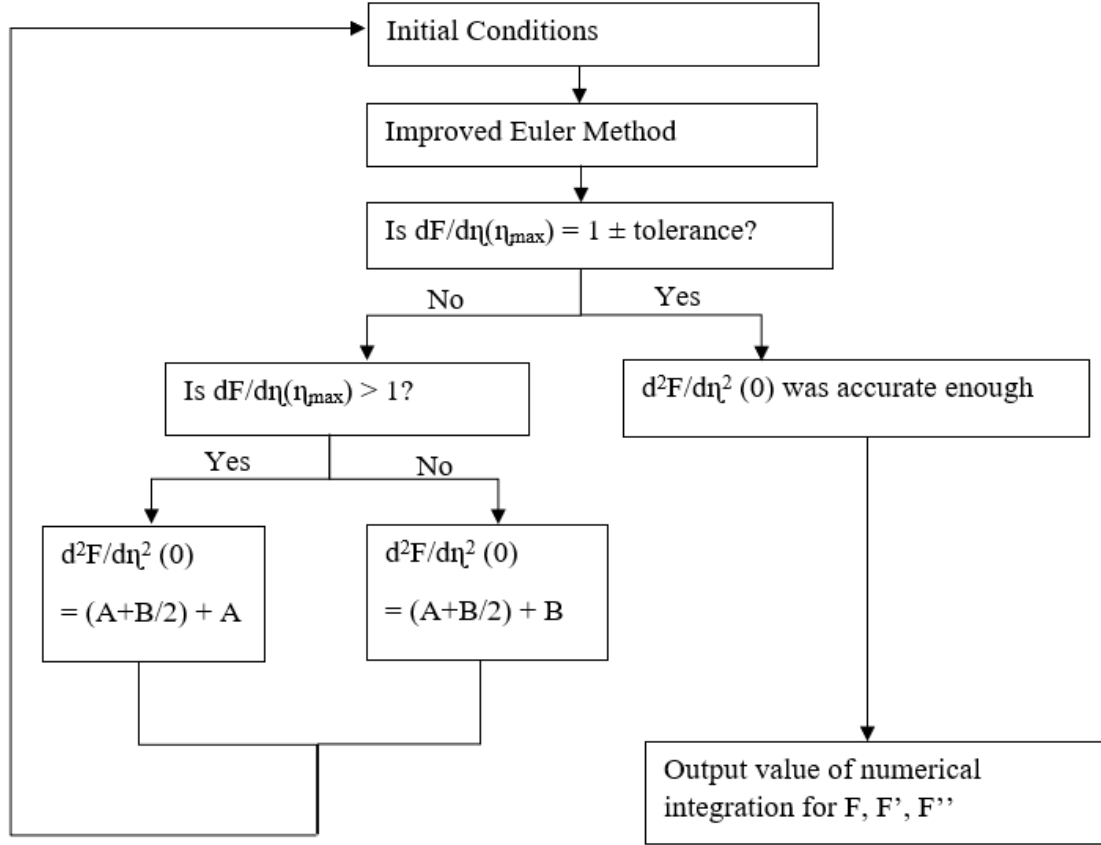 Initial Conditions
Improved Euler Method
Is dF/dη(ηmax) = 1 ± tolerance?
No
Yes
Is dF/dη(ηmax) > 1?
d²F/dη² (0) was accurate enough
Yes
No
d²F/dη² (0)
= (A+B/2) + A
d²F/dη² (0)
= (A+B/2) + B
Output value of numerical
integration for F, F’, F’’